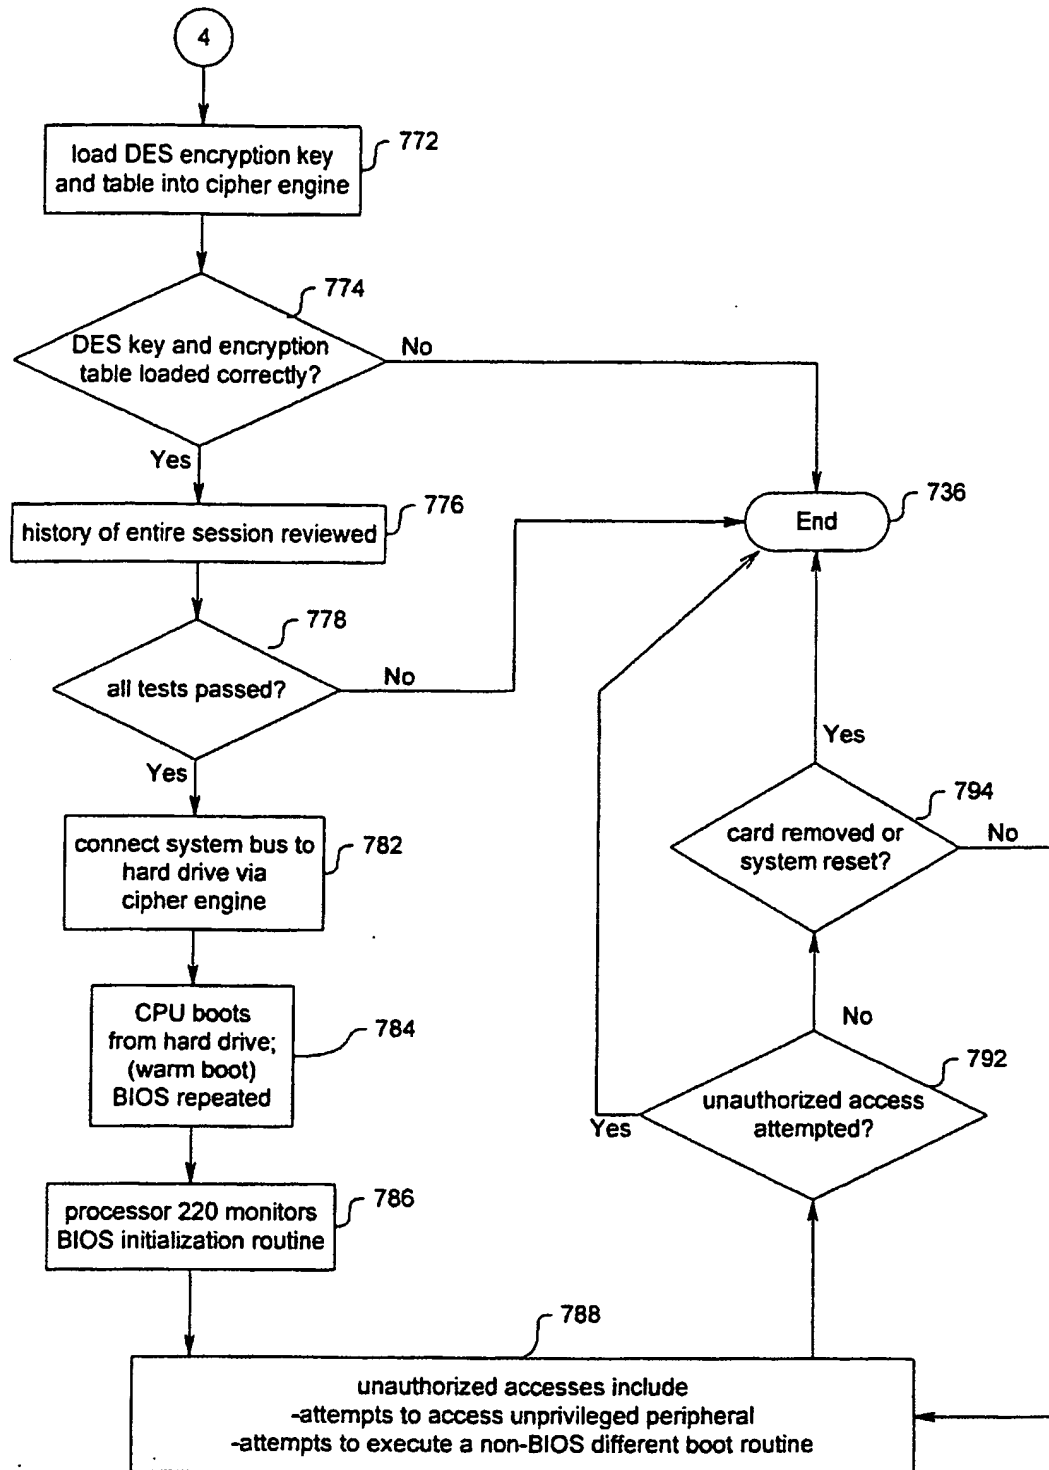 4
load DES encryption key
and table into cipher engine
772
774
DES key and encryption
table loaded correctly?
No
Yes
history of entire session reviewed
776
End
736
778
all tests passed?
No
Yes
connect system bus to
hard drive via
cipher engine
782
CPU boots
from hard drive;
(warm boot)
BIOS repeated
784
processor 220 monitors
BIOS initialization routine
786
788
unauthorized accesses include
-attempts to access unprivileged peripheral
-attempts to execute a non-BIOS different boot routine
792
unauthorized access
attempted?
Yes
No
794
card removed or
system reset?
No
Yes